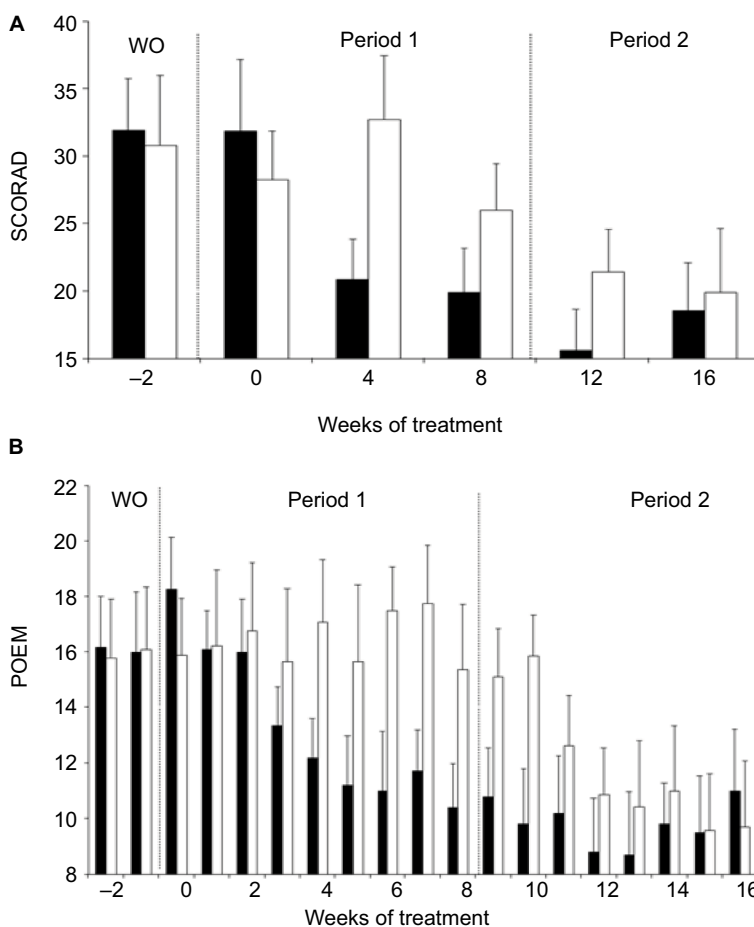 A
WO Period 1 Period 2
SCORAD
40
35
30
25
20
15
–2 0 4 8 12 16
Weeks of treatment
B
WO Period 1 Period 2
POEM
22
20
18
16
14
12
10
8
–2 0 2 4 6 8 10 12 14 16
Weeks of treatment